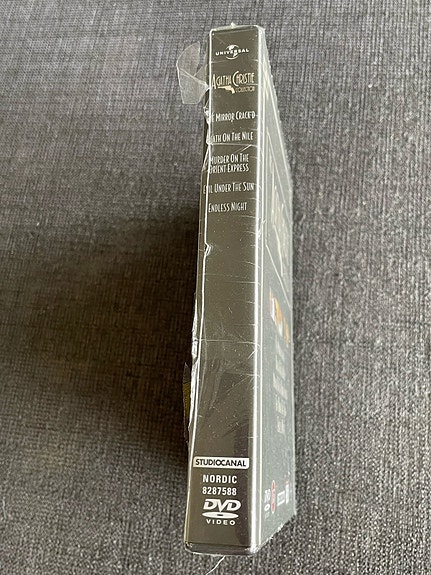 UNIVERSAL
AGATHA CHRISTIE
COLLECTION
THE MIRROR CRACK'D
DEATH ON THE NILE
MURDER ON THE
ORIENT EXPRESS
EVIL UNDER THE SUN
ENDLESS NIGHT
STUDIOCANAL
NORDIC
8287588
DVD
VIDEO